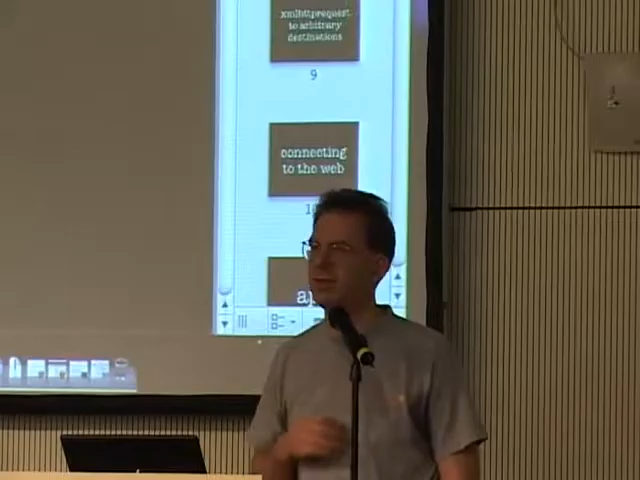 xmlhttprequest
to arbitrary
destinations
9
connecting
to the web